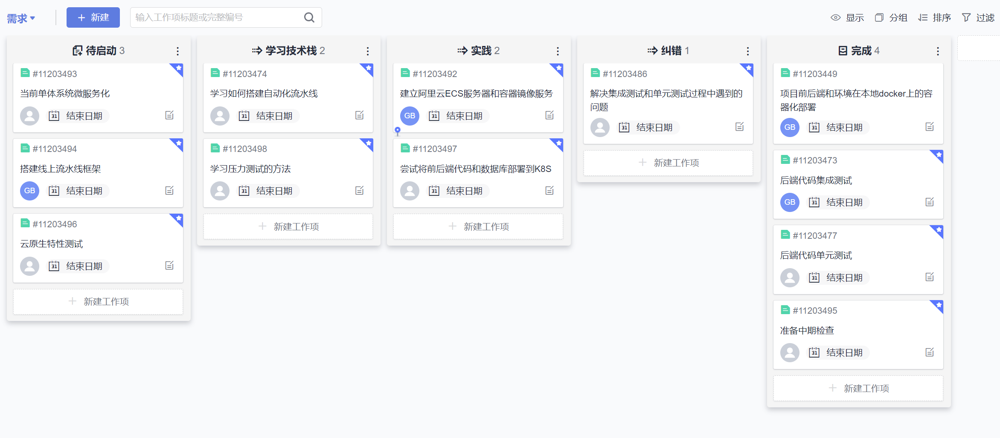 需求
新建
输入工作项标题或完整编号
显示
分组
排序
过滤
待启动 3
#11203493
当前单体系统微服务化
31 结束日期
#11203494
搭建线上流水线框架
GB 31 结束日期
#11203496
云原生特性测试
31 结束日期
新建工作项
学习技术栈 2
#11203474
学习如何搭建自动化流水线
31 结束日期
#11203498
学习压力测试的方法
31 结束日期
新建工作项
实践 2
#11203492
建立阿里云ECS服务器和容器镜像服务
GB 31 结束日期
#11203497
尝试将前后端代码和数据库部署到K8S
31 结束日期
新建工作项
纠错 1
#11203486
解决集成测试和单元测试过程中遇到的
问题
31 结束日期
新建工作项
完成 4
#11203449
项目前后端和环境在本地docker上的容
器化部署
GB 31 结束日期
#11203473
后端代码集成测试
GB 31 结束日期
#11203477
后端代码单元测试
31 结束日期
#11203495
准备中期检查
31 结束日期
新建工作项